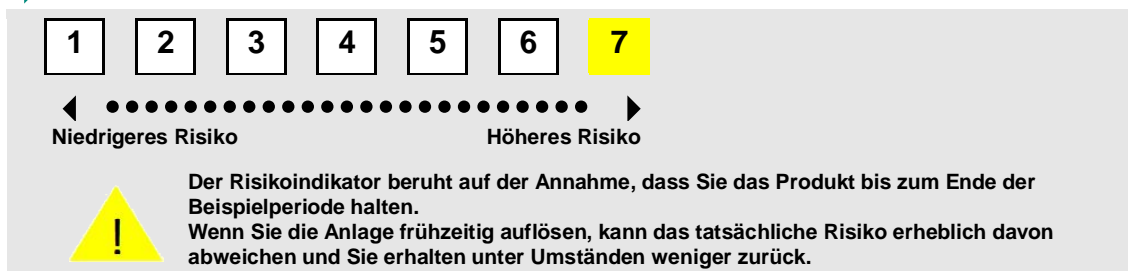 1 2 3 4 5 6 7
Niedrigeres Risiko Höheres Risiko
Der Risikoindikator beruht auf der Annahme, dass Sie das Produkt bis zum Ende der
Beispielperiode halten.
!
Wenn Sie die Anlage frühzeitig auflösen, kann das tatsächliche Risiko erheblich davon
abweichen und Sie erhalten unter Umständen weniger zurück.